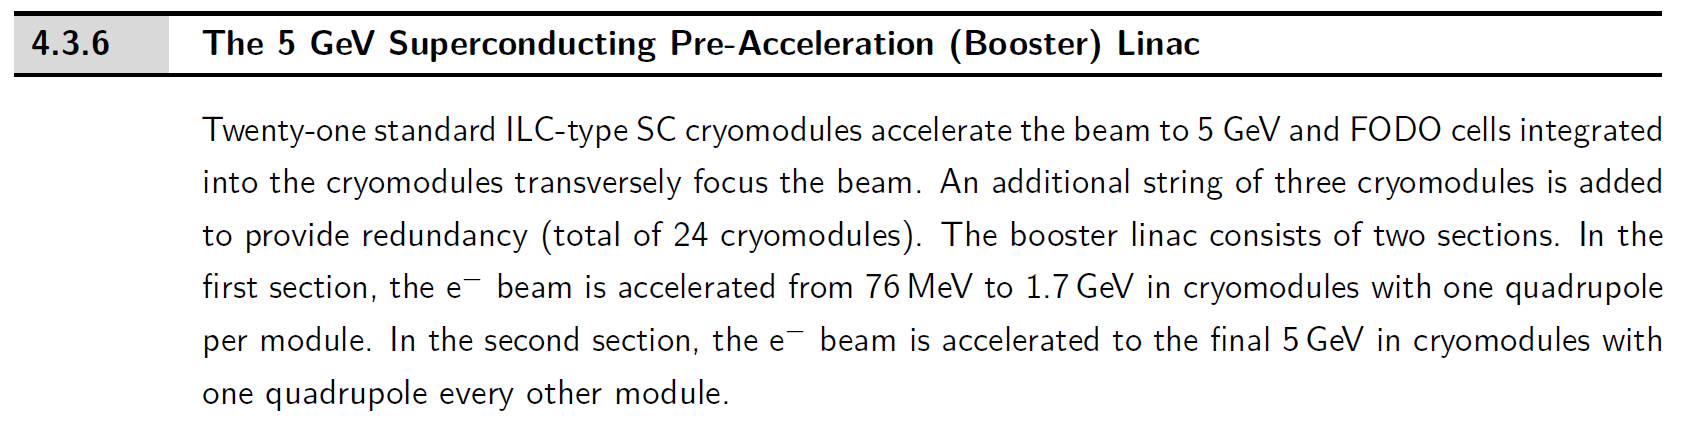 4.3.6 The 5 GeV Superconducting Pre-Acceleration (Booster) Linac
Twenty-one standard ILC-type SC cryomodules accelerate the beam to 5 GeV and FODO cells integrated
into the cryomodules transversely focus the beam. An additional string of three cryomodules is added
to provide redundancy (total of 24 cryomodules). The booster linac consists of two sections. In the
first section, the e⁻ beam is accelerated from 76 MeV to 1.7 GeV in cryomodules with one quadrupole
per module. In the second section, the e⁻ beam is accelerated to the final 5 GeV in cryomodules with
one quadrupole every other module.